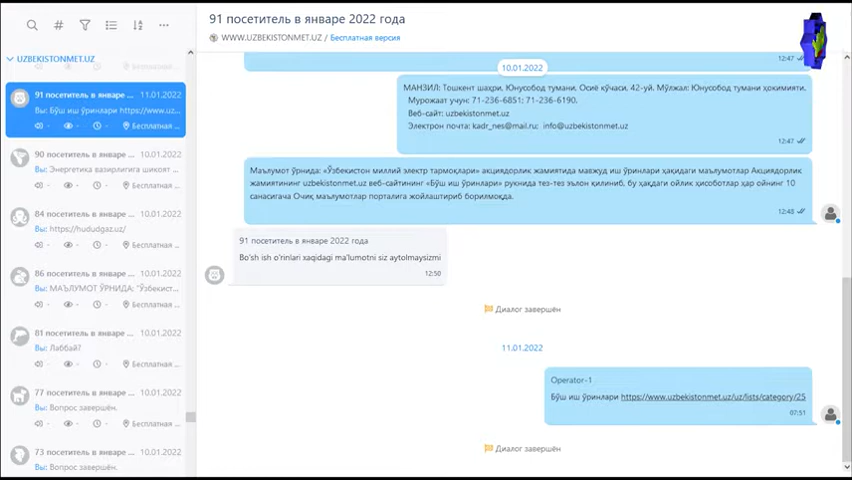 91 посетитель в январе 2022 года
WWW.UZBEKISTONMET.UZ / Бесплатная версия
UZBEKISTONMET.UZ
Бесплатная ...
91 посетитель в январе ... 11.01.2022
Вы: Бўш иш ўринлари https://www.uz...
Бесплатная ...
90 посетитель в январе ... 10.01.2022
Вы: Энергетика вазирлигига шикоят ...
Бесплатная ...
84 посетитель в январе ... 10.01.2022
Вы: https://hududgaz.uz/
Бесплатная ...
86 посетитель в январе ... 10.01.2022
Вы: МАЪЛУМОТ ЎРНИДА: "Ўзбекист...
Бесплатная ...
81 посетитель в январе ... 10.01.2022
Вы: Лаббай?
Бесплатная ...
77 посетитель в январе ... 10.01.2022
Вы: Вопрос завершён.
Бесплатная ...
73 посетитель в январе ... 10.01.2022
Вы: Вопрос завершён.
12:47
10.01.2022
МАНЗИЛ: Тошкент шаҳри, Юнусобод тумани, Осиё кўчаси, 42-уй. Мўлжал: Юнусобод тумани ҳокимияти.
Мурожаат учун: 71-236-6851; 71-236-6190,
Веб-сайт: uzbekistonmet.uz
Электрон почта: kadr_nes@mail.ru; info@uzbekistonmet.uz
12:47
Маълумот ўрнида: «Ўзбекистон миллий электр тармоқлари» акциядорлик жамиятида мавжуд иш ўринлари ҳақидаги маълумотлар Акциядорлик
жамиятининг uzbekistonmet.uz веб-сайтининг «Бўш иш ўринлари» рукнида тез-тез эълон қилиниб, бу ҳақдаги ойлик ҳисоботлар ҳар ойнинг 10
санасигача Очиқ маълумотлар порталига жойлаштириб борилмоқда.
12:48
91 посетитель в январе 2022 года
Bo'sh ish o'rinlari xaqidagi ma'lumotni siz aytolmaysizmi
12:50
Диалог завершён
11.01.2022
Operator-1
Бўш иш ўринлари https://www.uzbekistonmet.uz/uz/lists/category/25
07:51
Диалог завершён